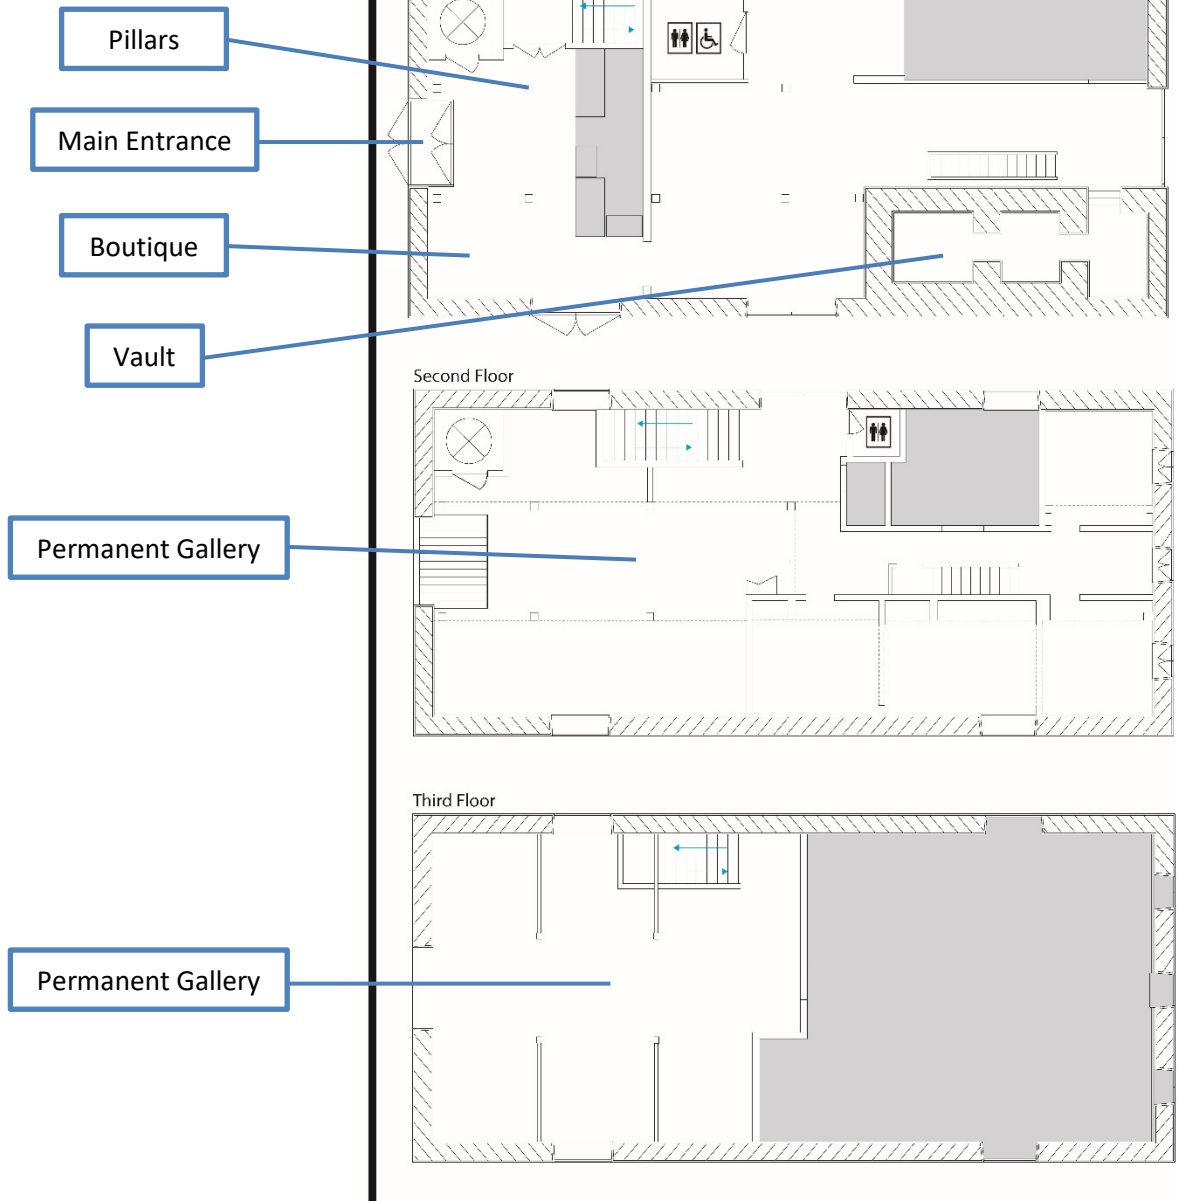 Pillars
Main Entrance
Boutique
Vault
Second Floor
Permanent Gallery
Third Floor
Permanent Gallery